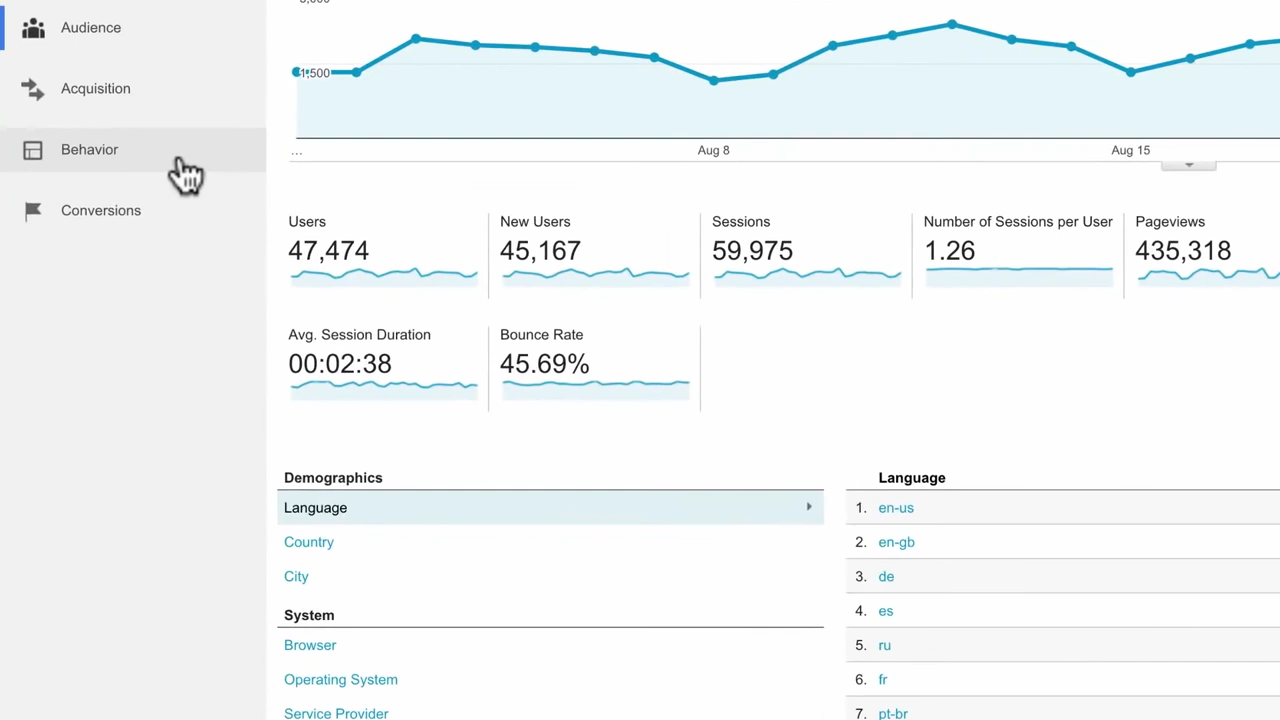 Audience
Acquisition
Behavior
Conversions
1,500
...
Aug 8
Aug 15
Users
47,474
New Users
45,167
Sessions
59,975
Number of Sessions per User
1.26
Pageviews
435,318
Avg. Session Duration
00:02:38
Bounce Rate
45.69%
Demographics
Language
Country
City
System
Browser
Operating System
Service Provider
Language
1. en-us
2. en-gb
3. de
4. es
5. ru
6. fr
7. pt-br